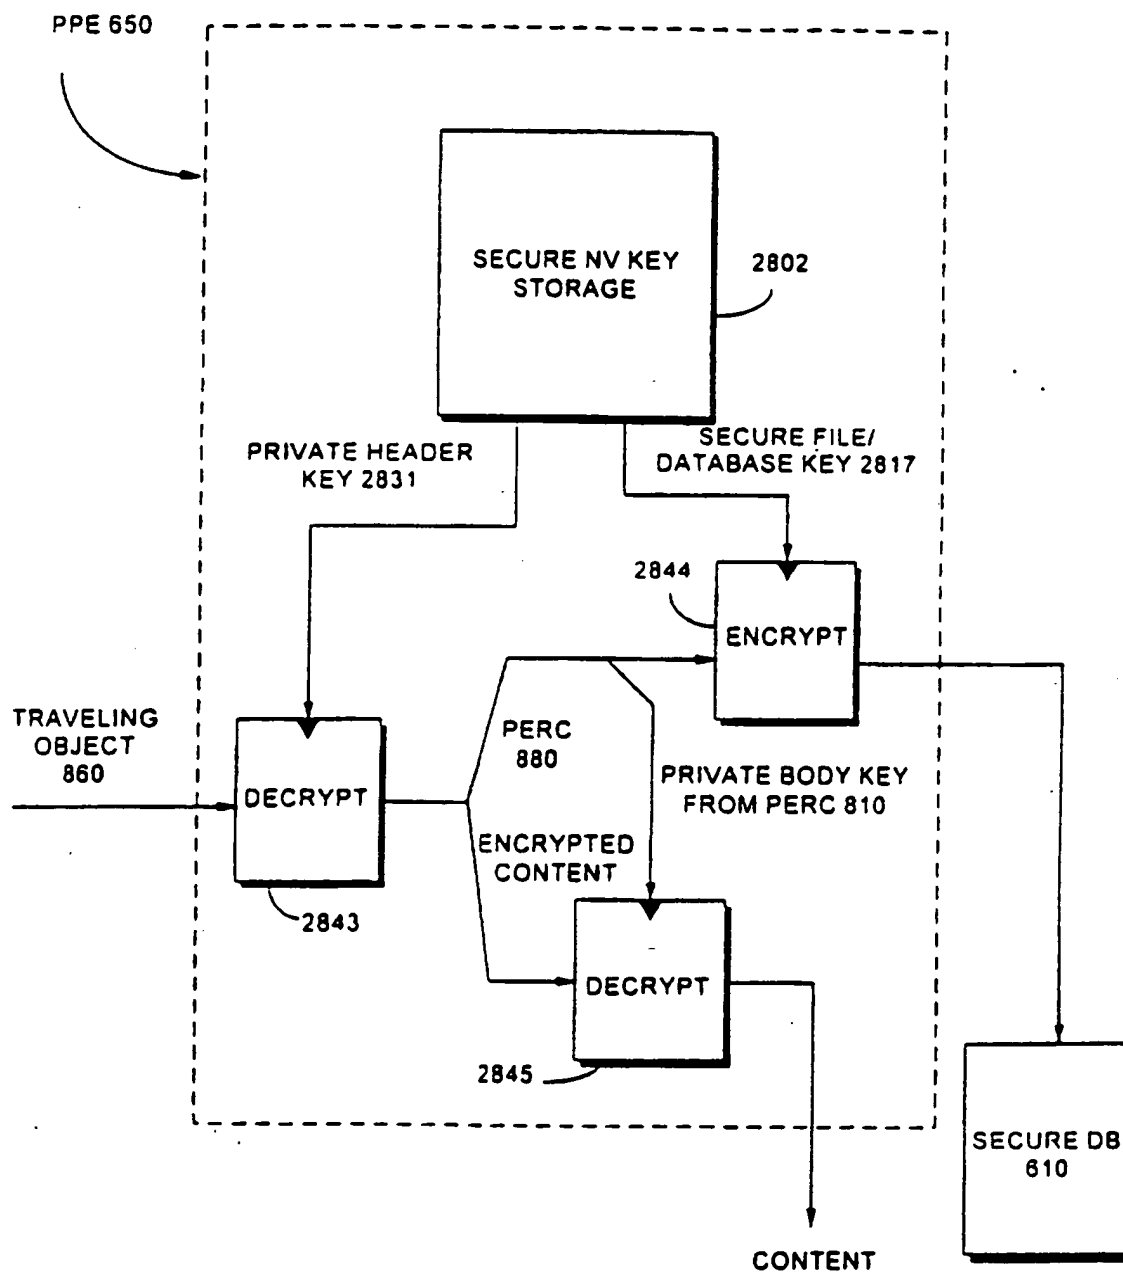 PPE 650
SECURE NV KEY
STORAGE
2802
PRIVATE HEADER
KEY 2831
SECURE FILE/
DATABASE KEY 2817
2844
ENCRYPT
TRAVELING
OBJECT
860
DECRYPT
2843
PERC
880
PRIVATE BODY KEY
FROM PERC 810
ENCRYPTED
CONTENT
DECRYPT
2845
SECURE DB
610
CONTENT